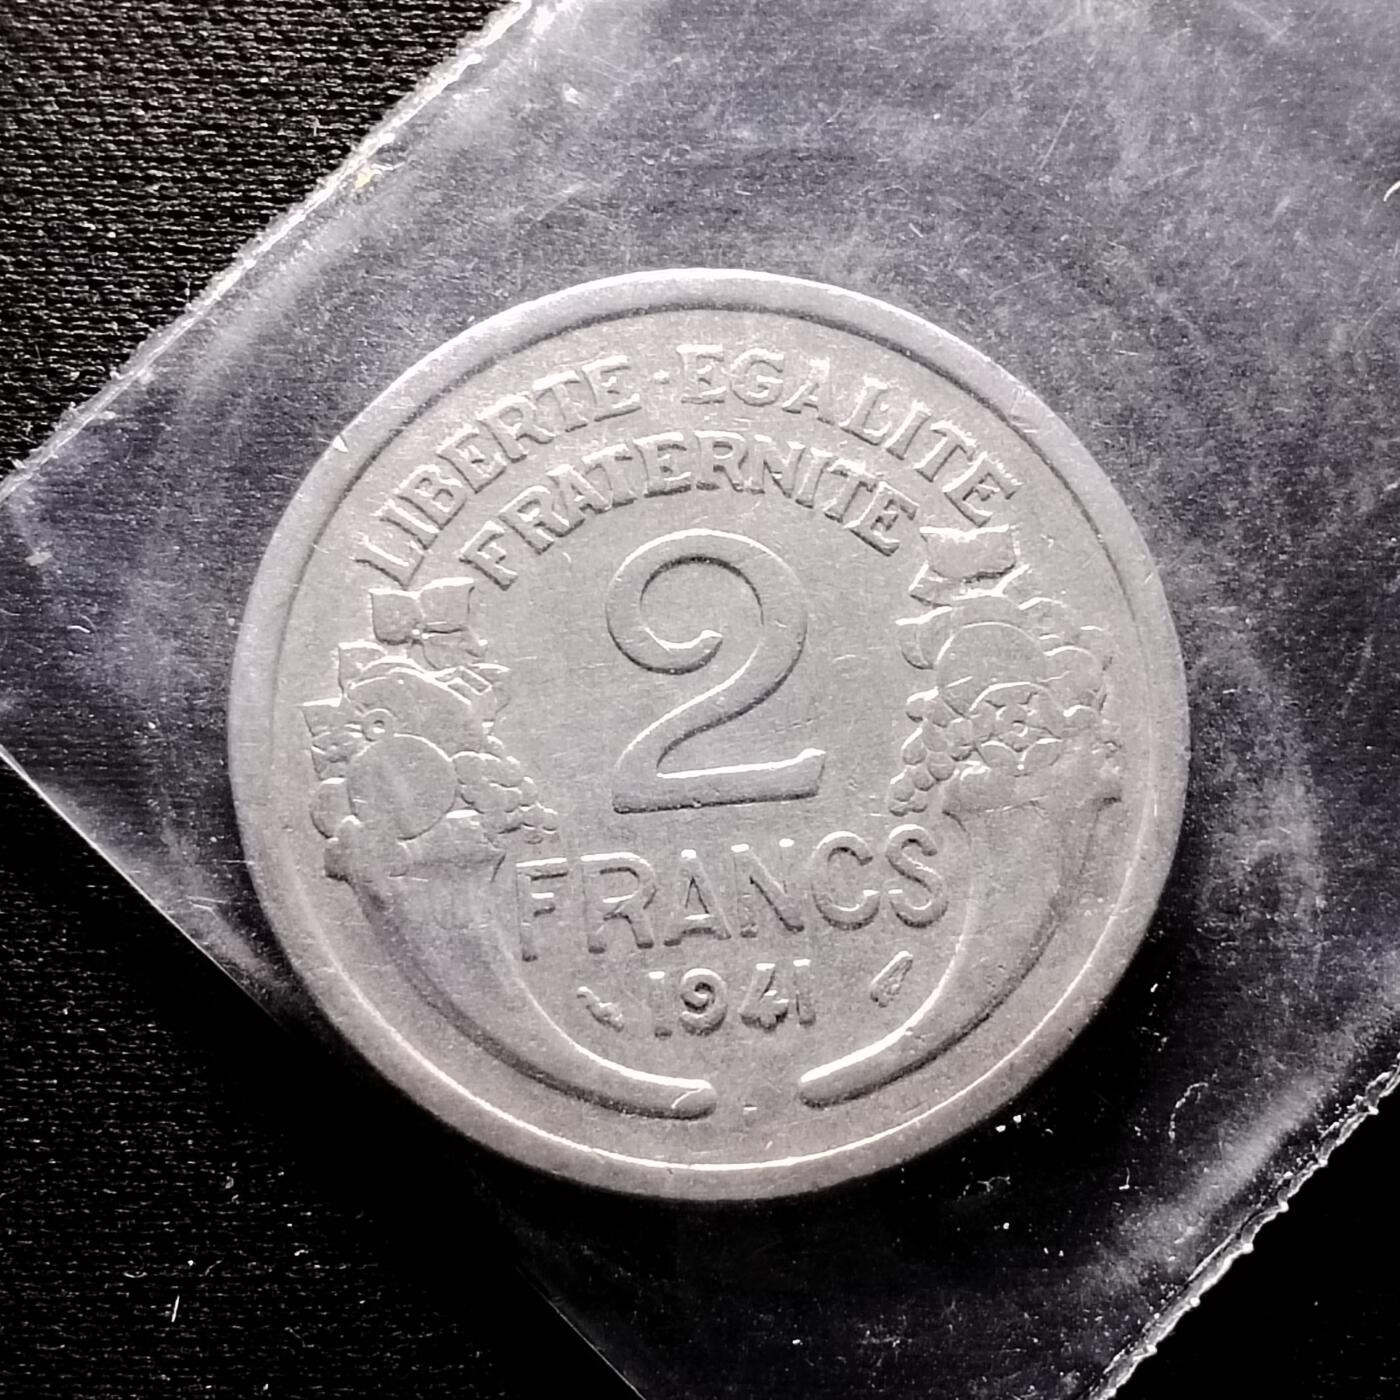 LIBERTE · EGALITE
FRATERNITE
2
FRANCS
1941